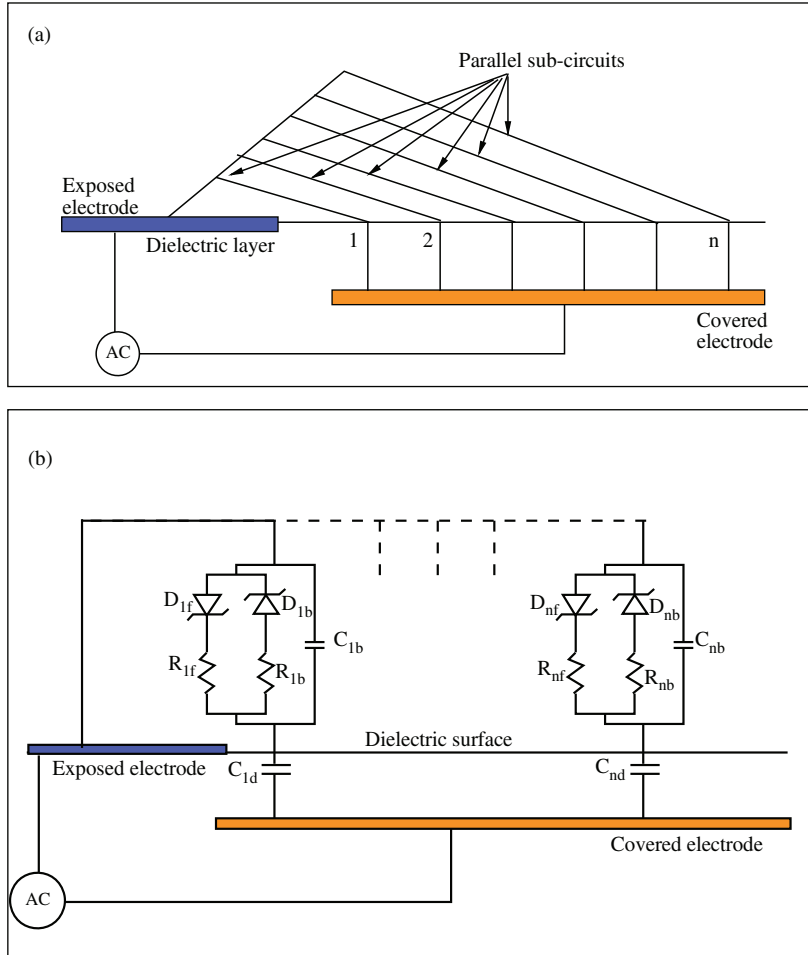 (a)
Parallel sub-circuits
Exposed
electrode
Dielectric layer
1
2
n
Covered
electrode
AC
(b)
D1f
D1b
C1b
R1f
R1b
Dnf
Dnb
Cnb
Rnf
Rnb
Dielectric surface
Exposed electrode
C1d
Cnd
Covered electrode
AC